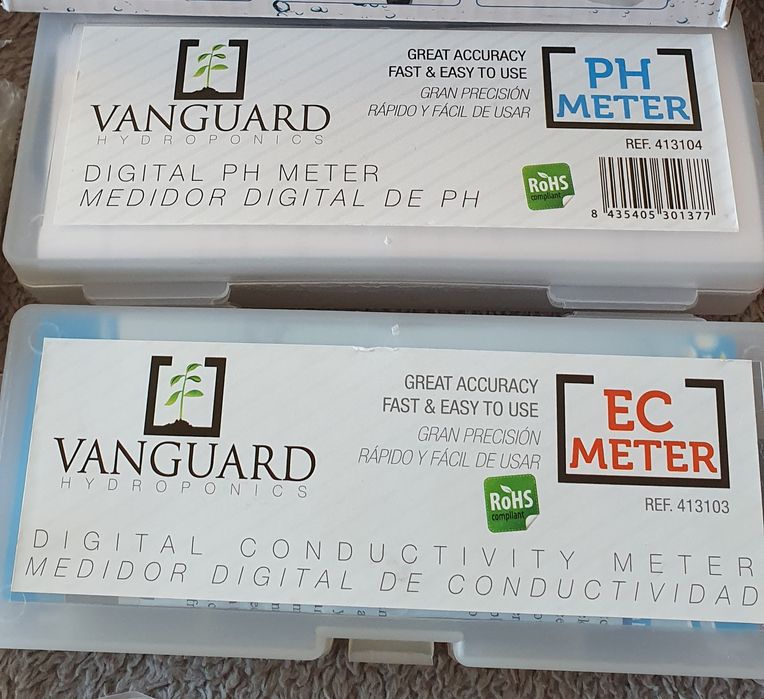 VANGUARD
HYDROPONICS
GREAT ACCURACY
FAST & EASY TO USE
GRAN PRECISIÓN
RÁPIDO Y FÁCIL DE USAR
PH
METER
REF. 413104
DIGITAL PH METER
MEDIDOR DIGITAL DE PH
RoHS
compliant
8 435405 301377
VANGUARD
HYDROPONICS
GREAT ACCURACY
FAST & EASY TO USE
GRAN PRECISIÓN
RÁPIDO Y FÁCIL DE USAR
EC
METER
REF. 413103
RoHS
compliant
DIGITAL CONDUCTIVITY METER
MEDIDOR DIGITAL DE CONDUCTIVIDAD